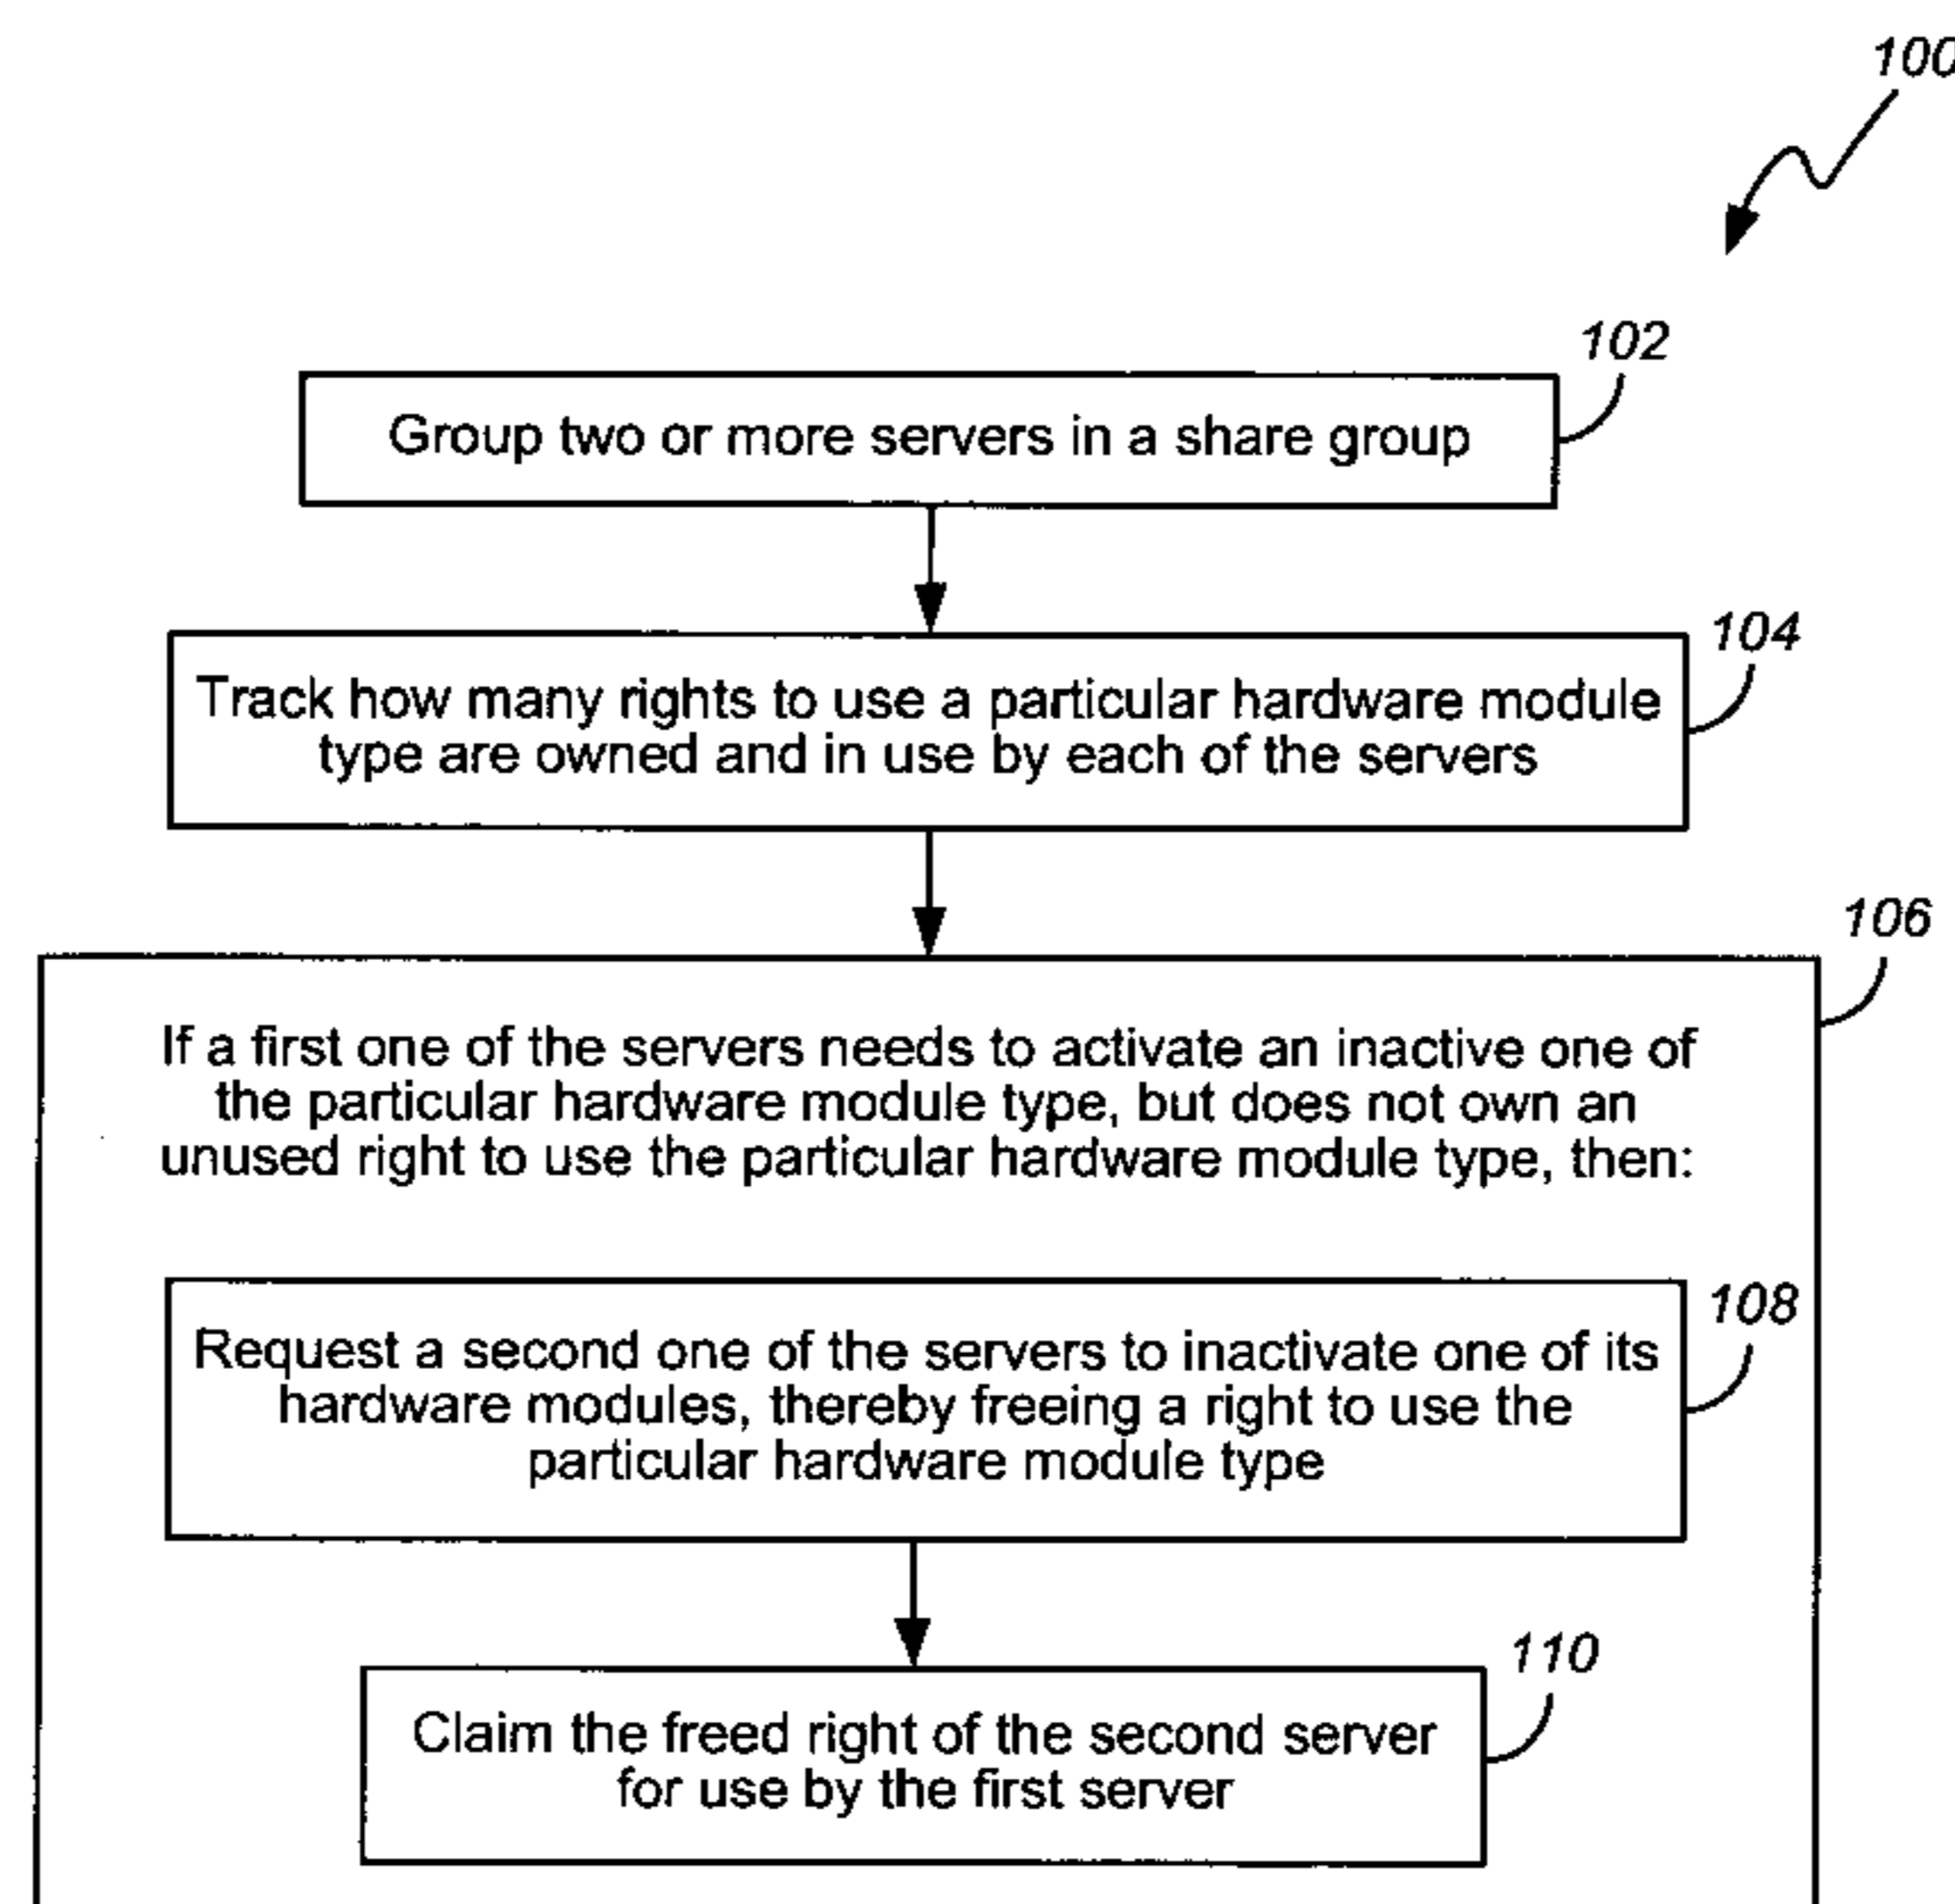 100
102
Group two or more servers in a share group
104
Track how many rights to use a particular hardware module
type are owned and in use by each of the servers
106
If a first one of the servers needs to activate an inactive one of
the particular hardware module type, but does not own an
unused right to use the particular hardware module type, then:
108
Request a second one of the servers to inactivate one of its
hardware modules, thereby freeing a right to use the
particular hardware module type
110
Claim the freed right of the second server
for use by the first server